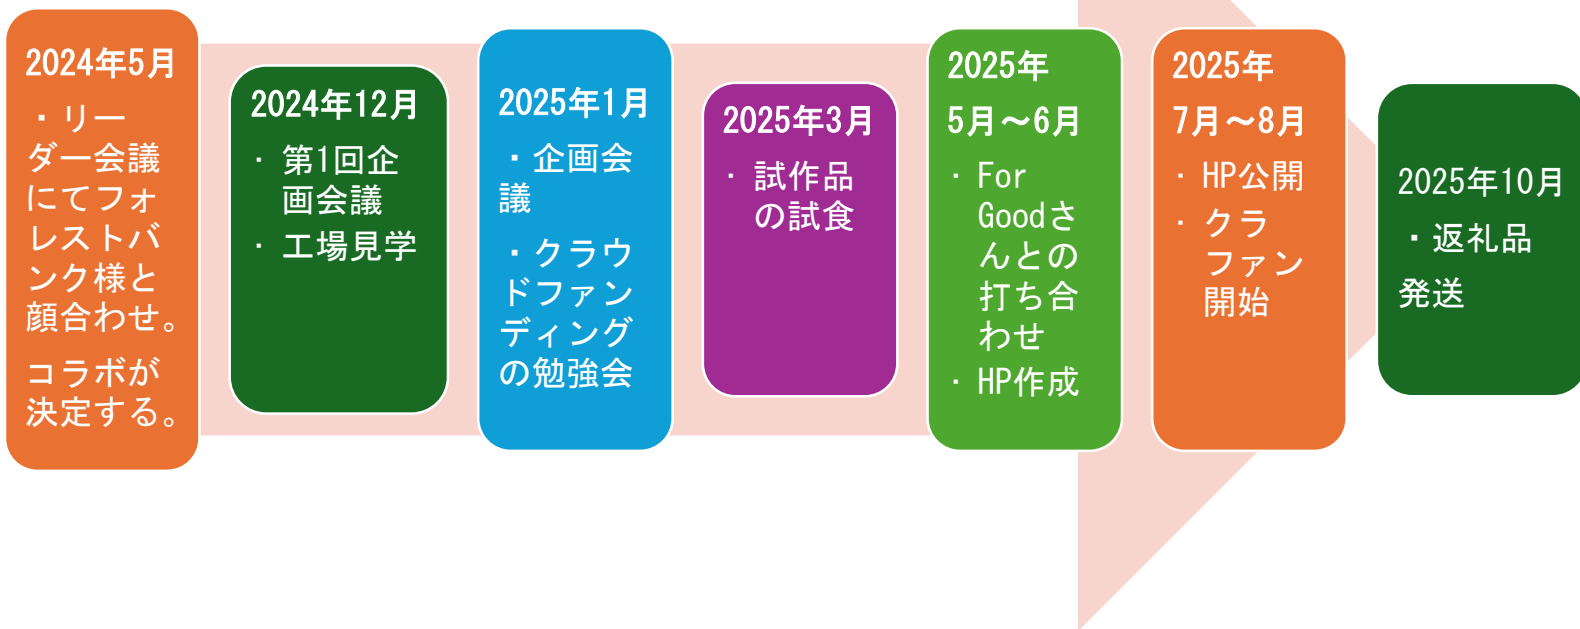 2024年5月
・リー
ダー会議
にてフォ
レストバ
ンク様と
顔合わせ。
コラボが
決定する。
2024年12月
・第1回企
画会議
・工場見学
2025年1月
・企画会
議
・クラウ
ドファン
ディング
の勉強会
2025年3月
・試作品
の試食
2025年
5月～6月
・For
Goodさ
んとの
打ち合
わせ
・HP作成
2025年
7月～8月
・HP公開
・クラ
ファン
開始
2025年10月
・返礼品
発送